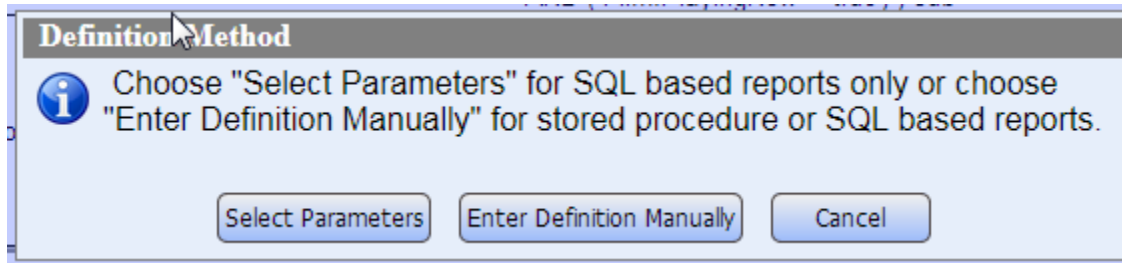 Definition Method
Choose "Select Parameters" for SQL based reports only or choose
"Enter Definition Manually" for stored procedure or SQL based reports.
Select Parameters Enter Definition Manually Cancel